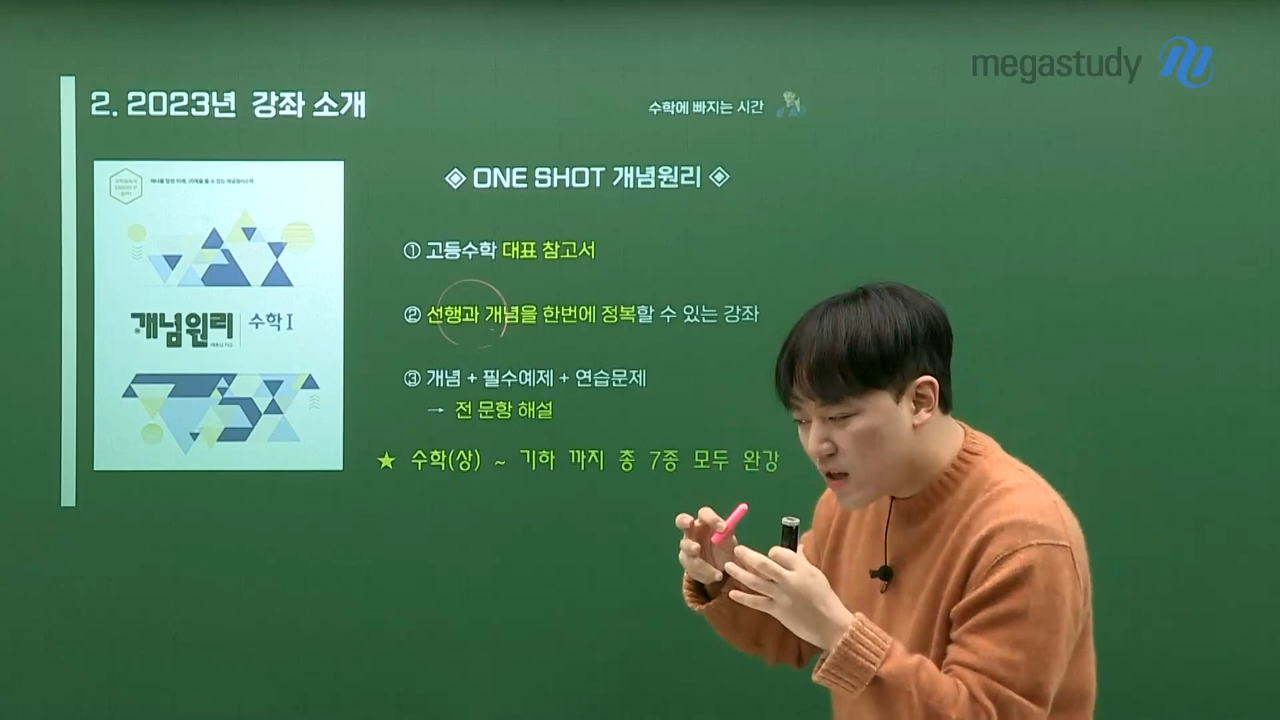 megastudy
2. 2023년 강좌 소개
수학에 빠지는 시간
◈ ONE SHOT 개념원리 ◈
① 고등수학 대표 참고서
② 선행과 개념을 한번에 정복할 수 있는 강좌
③ 개념 + 필수예제 + 연습문제
→ 전 문항 해설
★ 수학(상) ~ 기하 까지 총 7종 모두 완강
개념원리 수학 I